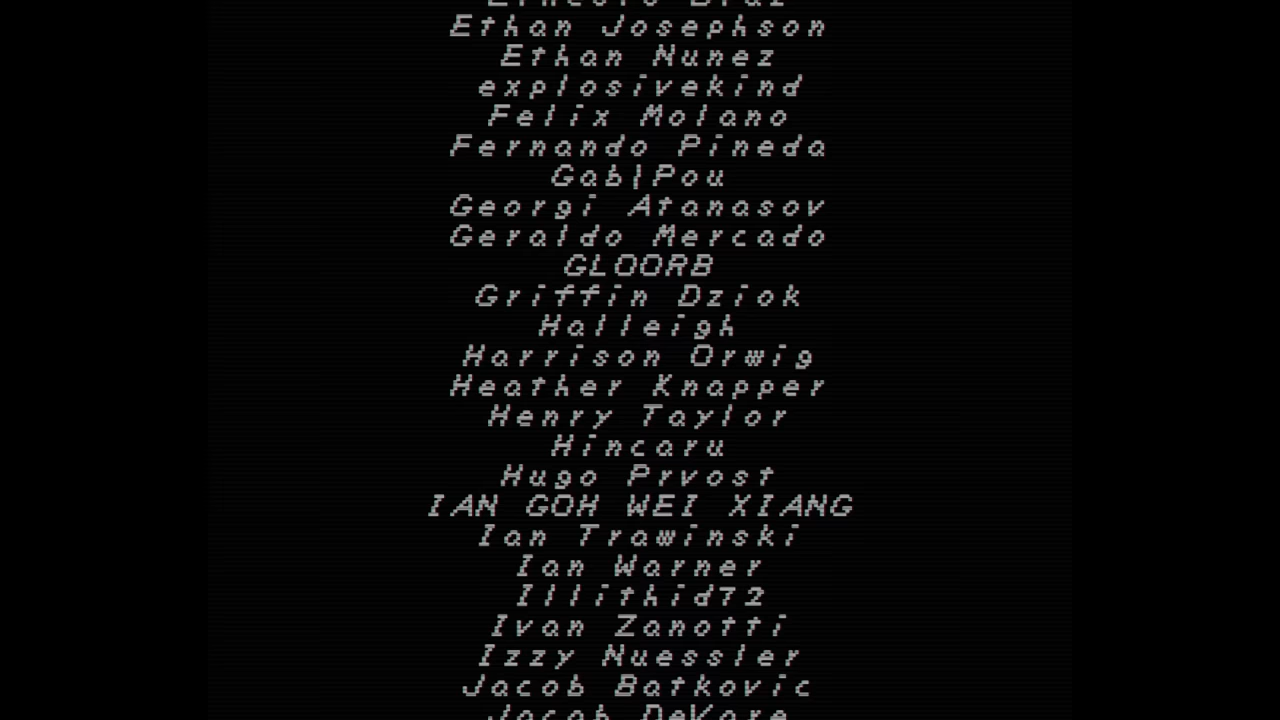 Ethan Josephson
Ethan Nunez
explosivekind
Felix Molano
Fernando Pineda
Gab|Pou
Georgi Atanasov
Geraldo Mercado
GLOORB
Griffin Dziok
Halleigh
Harrison Orwig
Heather Knapper
Henry Taylor
Hincaru
Hugo Prvost
IAN GOH WEI XIANG
Ian Trawinski
Ian Warner
Illithid72
Ivan Zanotti
Izzy Nuessler
Jacob Batkovic
Jacob